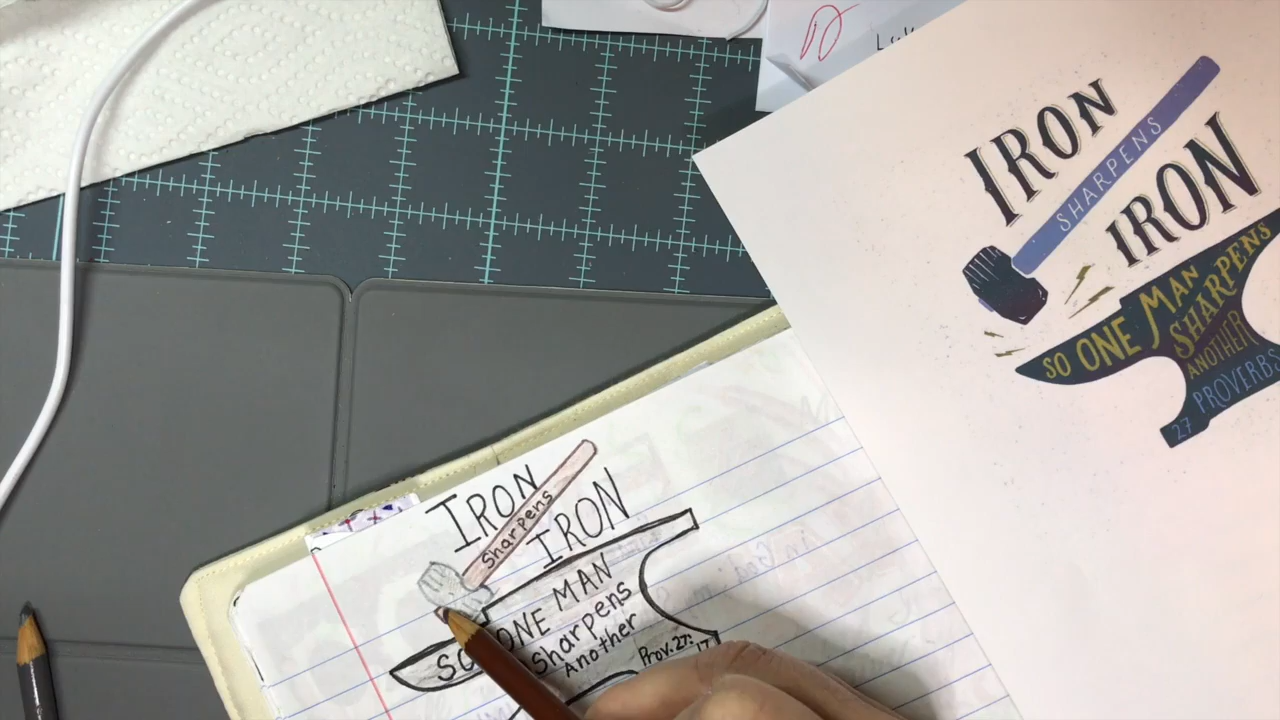 IRON
SHARPENS
IRON
SO ONE MAN
SHARPENS
ANOTHER
PROVERBS
27
IRON
Sharpens
IRON
SO ONE MAN
Sharpens
Another
Prov. 27:
17